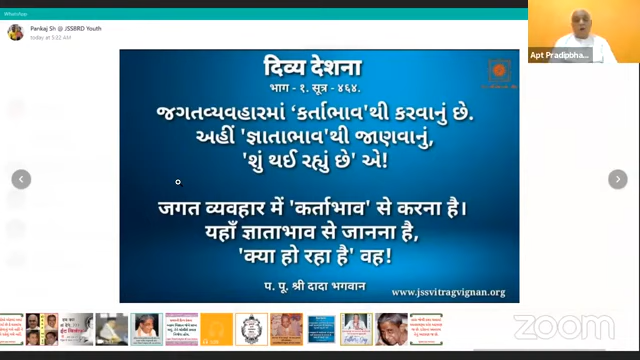 WhatsApp
Pankaj Sh @ JSSBRD Youth
today at 5:22 AM
Apt Pradipbha...
दिव्य देशना
भाग - १. सूत्र - ४६४.
જગતવ્યવહારમાં 'કર્તાભાવ'થી કરવાનું છે.
અહીં 'જ્ઞાતાભાવ'થી જાણવાનું,
'શું થઈ રહ્યું છે' એ!
जगत व्यवहार में 'कर्ताभाव' से करना है।
यहाँ ज्ञाताभाव से जानना है,
'क्या हो रहा है' वह!
प. पू. श्री दादा भगवान
www.jssvitragvignan.org
zoom